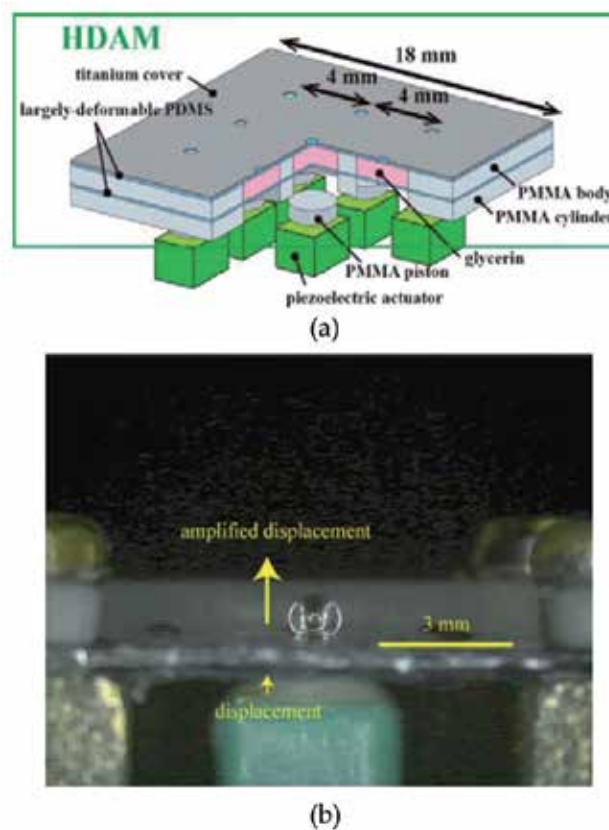 HDAM
titanium cover
largely-deformable PDMS
18 mm
4 mm
4 mm
PMMA body
PMMA cylinder
glycerin
PMMA piston
piezoelectric actuator
(a)
amplified displacement
3 mm
displacement
(b)